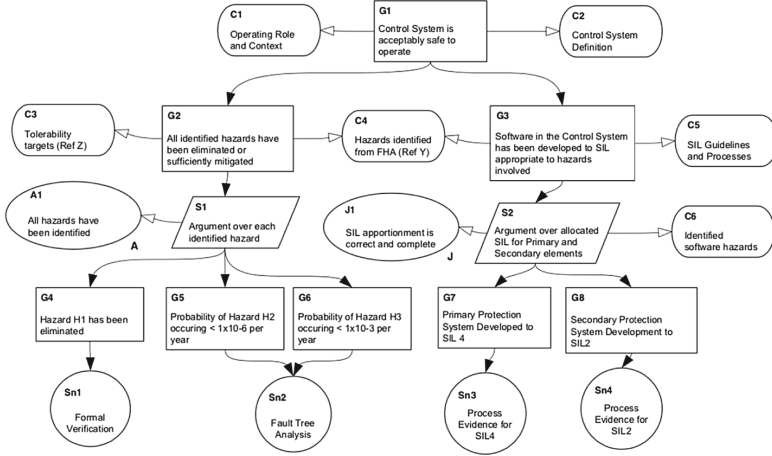 C1
Operating Role
and Context
G1
Control System is
acceptably safe to
operate
C2
Control System
Definition
C3
Tolerability
targets (Ref Z)
G2
All identified hazards have
been eliminated or
sufficiently mitigated
C4
Hazards identified
from FHA (Ref Y)
G3
Software in the Control System
has been developed to SIL
appropriate to hazards
involved
C5
SIL Guidelines
and Processes
A1
All hazards have
been identified
A
S1
Argument over each
identified hazard
J1
SIL apportionment is
correct and complete
J
S2
Argument over allocated
SIL for Primary and
Secondary elements
C6
Identified
software hazards
G4
Hazard H1 has been
eliminated
G5
Probability of Hazard H2
occuring < 1x10-6 per
year
G6
Probability of Hazard H3
occuring < 1x10-3 per
year
G7
Primary Protection
System Developed to
SIL 4
G8
Secondary Protection
System Development to
SIL2
Sn1
Formal
Verification
Sn2
Fault Tree
Analysis
Sn3
Process
Evidence for
SIL4
Sn4
Process
Evidence for
SIL2